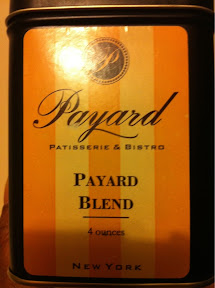 P
Payard
PATISSERIE & BISTRO
PAYARD
BLEND
4 ounces
NEW YORK